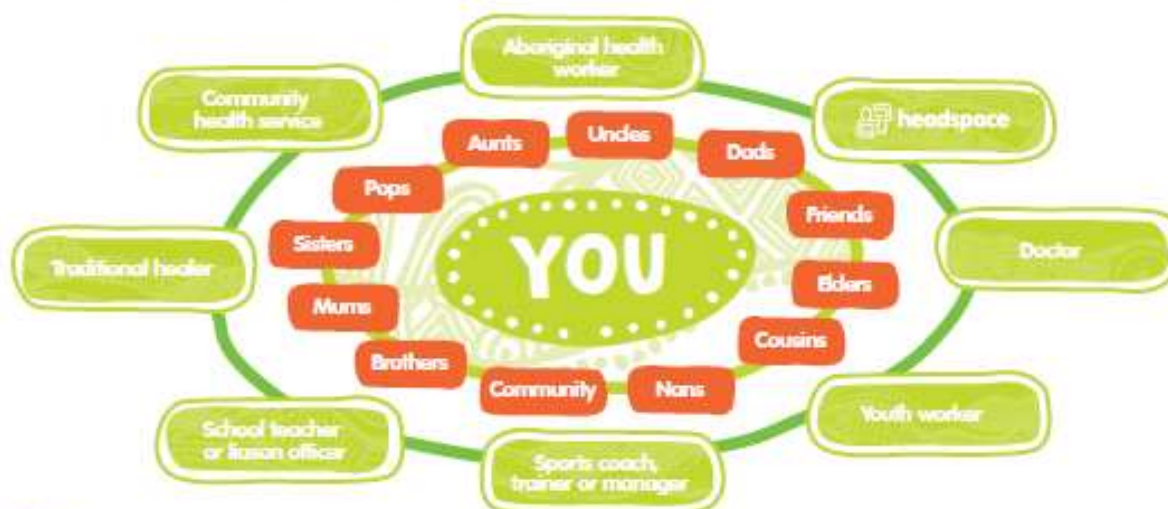 Aboriginal health
worker
Community
health service
headspace
Aunts
Uncles
Dads
Pops
Friends
Sisters
YOU
Traditional healer
Doctor
Elders
Mums
Cousins
Brothers
Community
Nans
Youth worker
School teacher
or liason officer
Sports coach,
trainer or manager